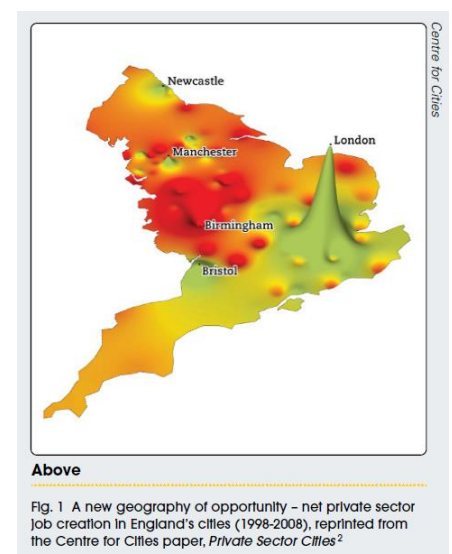 Centre for Cities
Newcastle
London
Manchester
Birmingham
Bristol
Above
Fig. 1 A new geography of opportunity – net private sector
job creation in England's cities (1998-2008), reprinted from
the Centre for Cities paper, Private Sector Cities²